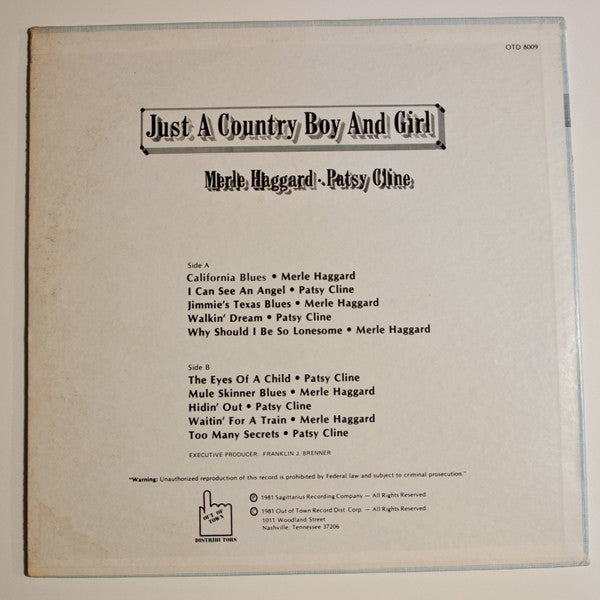 OTD 8009
Just A Country Boy And Girl
Merle Haggard · Patsy Cline
Side A
California Blues • Merle Haggard
I Can See An Angel • Patsy Cline
Jimmie's Texas Blues • Merle Haggard
Walkin' Dream • Patsy Cline
Why Should I Be So Lonesome • Merle Haggard
Side B
The Eyes Of A Child • Patsy Cline
Mule Skinner Blues • Merle Haggard
Hidin' Out • Patsy Cline
Waitin' For A Train • Merle Haggard
Too Many Secrets • Patsy Cline
EXECUTIVE PRODUCER: FRANKLIN J. BRENNER
"Warning: Unauthorized reproduction of this record is prohibited by Federal law and subject to criminal prosecution."
OUT OF
TOWN
DISTRIBUTORS
℗ 1981 Sagittarius Recording Company — All Rights Reserved
© 1981 Out of Town Record Dist. Corp. — All Rights Reserved.
1011 Woodland Street
Nashville, Tennessee 37206